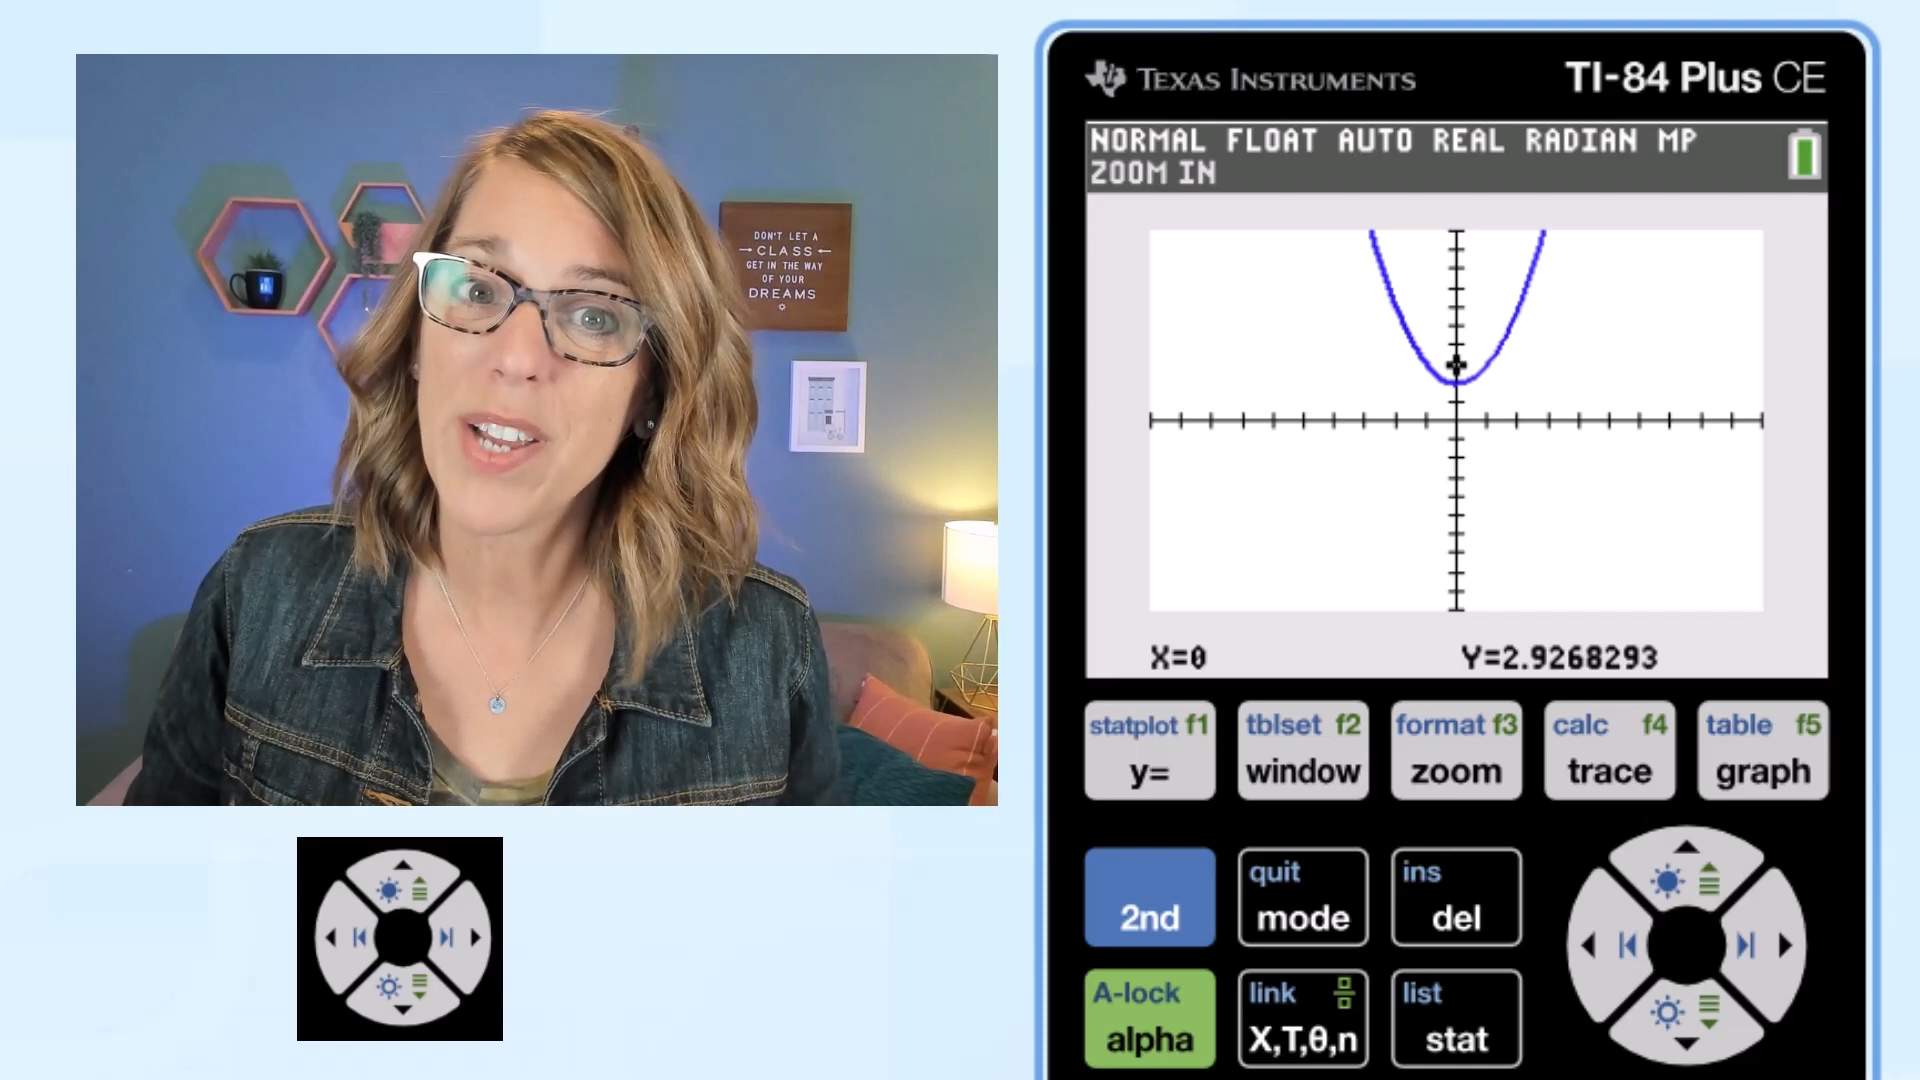 DON'T LET A
CLASS
GET IN THE WAY
OF YOUR
DREAMS
TEXAS INSTRUMENTS
TI-84 Plus CE
NORMAL FLOAT AUTO REAL RADIAN MP
ZOOM IN
X=0 Y=2.9268293
statplot f1 tblset f2 format f3 calc f4 table f5
y= window zoom trace graph
quit ins
2nd mode del
A-lock link list
alpha X,T,θ,n stat